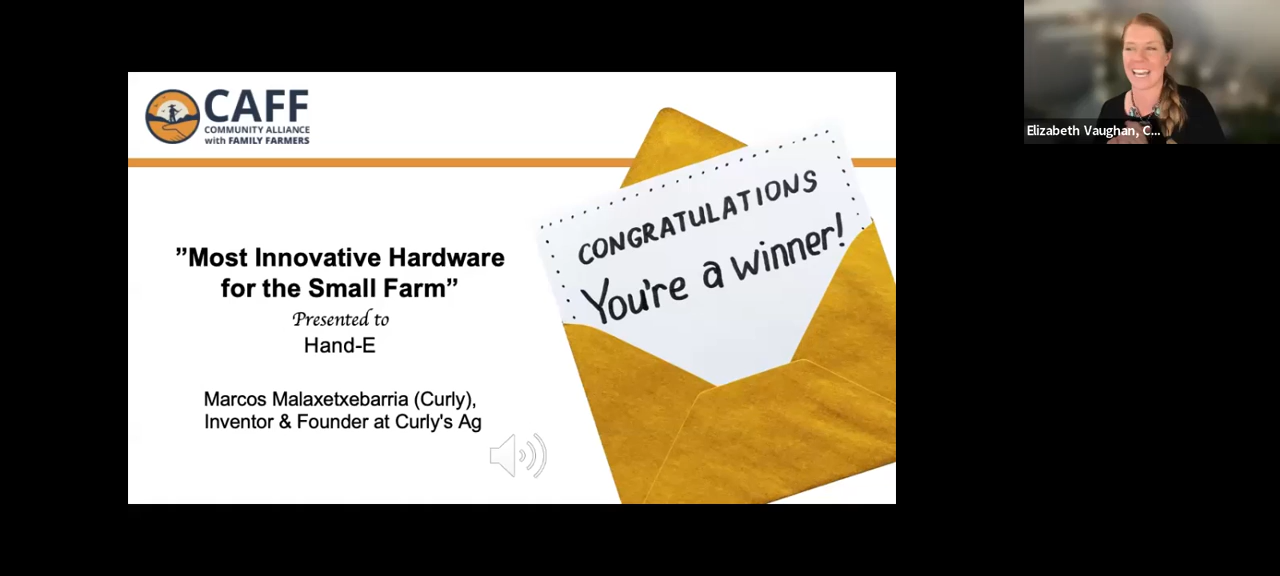 CAFF
COMMUNITY ALLIANCE
with FAMILY FARMERS
CONGRATULATIONS
You're a winner!
”Most Innovative Hardware
for the Small Farm”
Presented to
Hand-E
Marcos Malaxetxebarria (Curly),
Inventor & Founder at Curly's Ag
Elizabeth Vaughan, C...